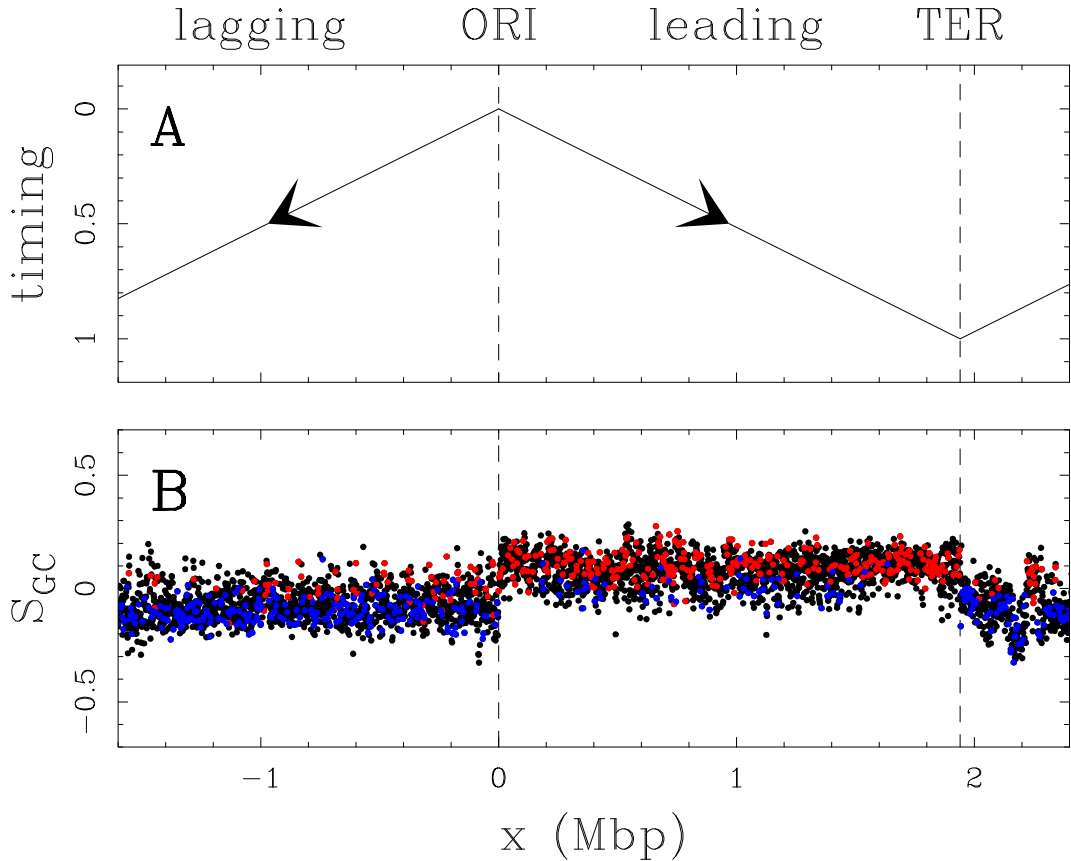 lagging ORI leading TER
A
timing
0
0.5
1
B
S_GC
0.5
0
−0.5
−1 0 1 2
x (Mbp)